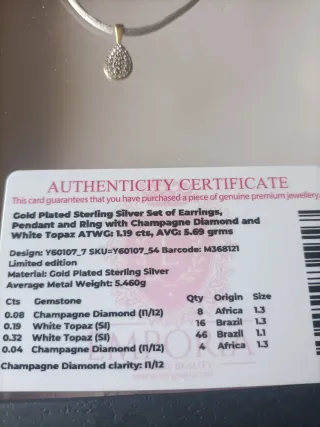 AUTHENTICITY CERTIFICATE
This card guarantees that you have purchased a piece of genuine premium jewellery.
Gold Plated Sterling Silver Set of Earrings,
Pendant and Ring with Champagne Diamond and
White Topaz ATWG: 1.19 cts, AVG: 5.69 grms
Design: Y60107_7 SKU=Y60107_54 Barcode: M368121
Limited edition
Material: Gold Plated Sterling Silver
Average Metal Weight: 5.460g
Cts Gemstone Qty Origin Size
0.08 Champagne Diamond (I1/I2) 8 Africa 1.3
0.19 White Topaz (SI) 16 Brazil 1.3
0.32 White Topaz (SI) 46 Brazil 1.1
0.04 Champagne Diamond (I1/I2) 4 Africa 1.3
EMPORIA
Champagne Diamond clarity: I1/I2